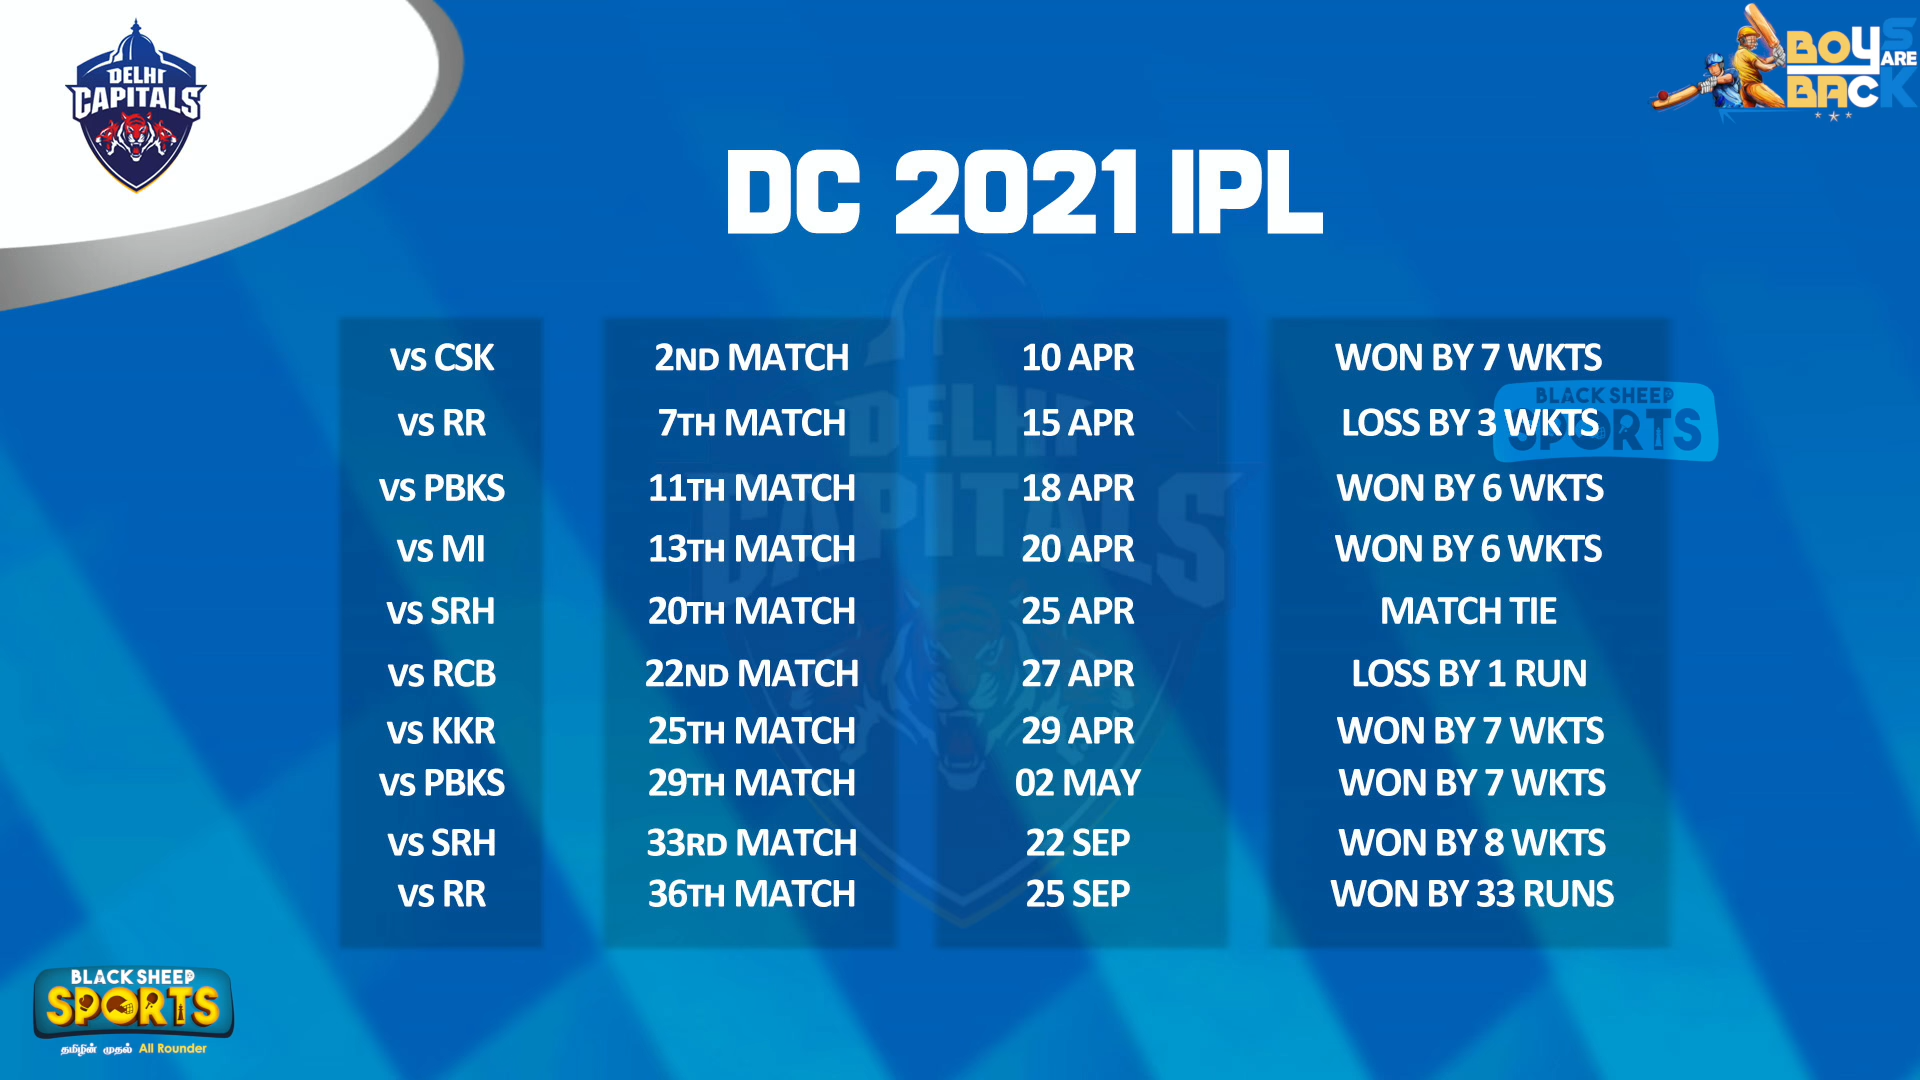 DELHI
CAPITALS
BOYS
ARE
BACK
DC 2021 IPL
VS CSK 2ND MATCH 10 APR WON BY 7 WKTS
BLACK SHEEP
SPORTS
VS RR 7TH MATCH 15 APR LOSS BY 3 WKTS
VS PBKS 11TH MATCH 18 APR WON BY 6 WKTS
VS MI 13TH MATCH 20 APR WON BY 6 WKTS
VS SRH 20TH MATCH 25 APR MATCH TIE
VS RCB 22ND MATCH 27 APR LOSS BY 1 RUN
VS KKR 25TH MATCH 29 APR WON BY 7 WKTS
VS PBKS 29TH MATCH 02 MAY WON BY 7 WKTS
VS SRH 33RD MATCH 22 SEP WON BY 8 WKTS
VS RR 36TH MATCH 25 SEP WON BY 33 RUNS
DELHI
CAPITALS
BLACK SHEEP
SPORTS
தமிழின் முதல் All Rounder